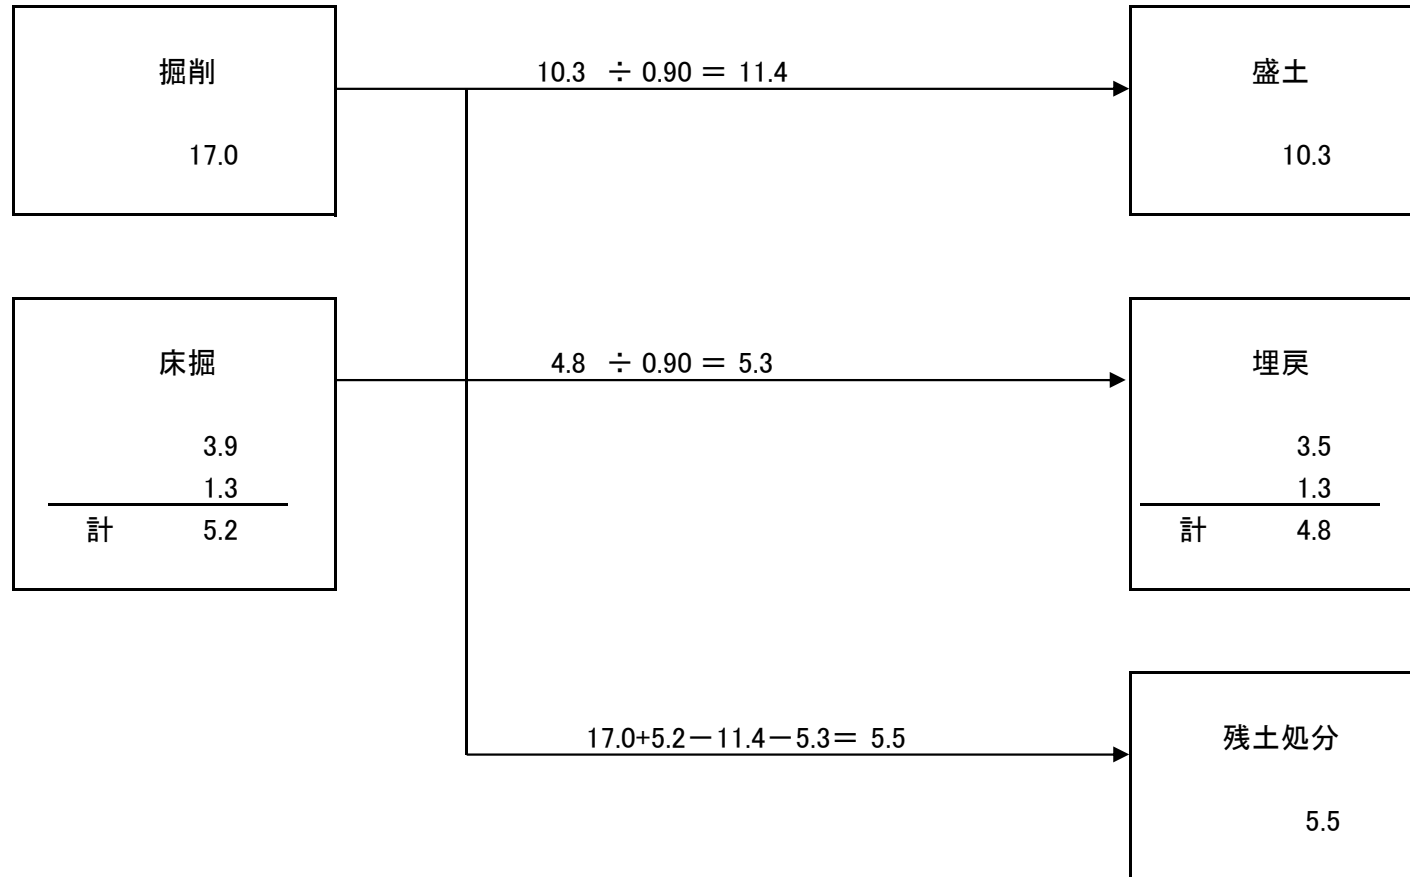 掘削
17.0
10.3 ÷ 0.90 = 11.4
盛土
10.3
床掘
3.9
1.3
計 5.2
4.8 ÷ 0.90 = 5.3
埋戻
3.5
1.3
計 4.8
17.0+5.2-11.4-5.3= 5.5
残土処分
5.5